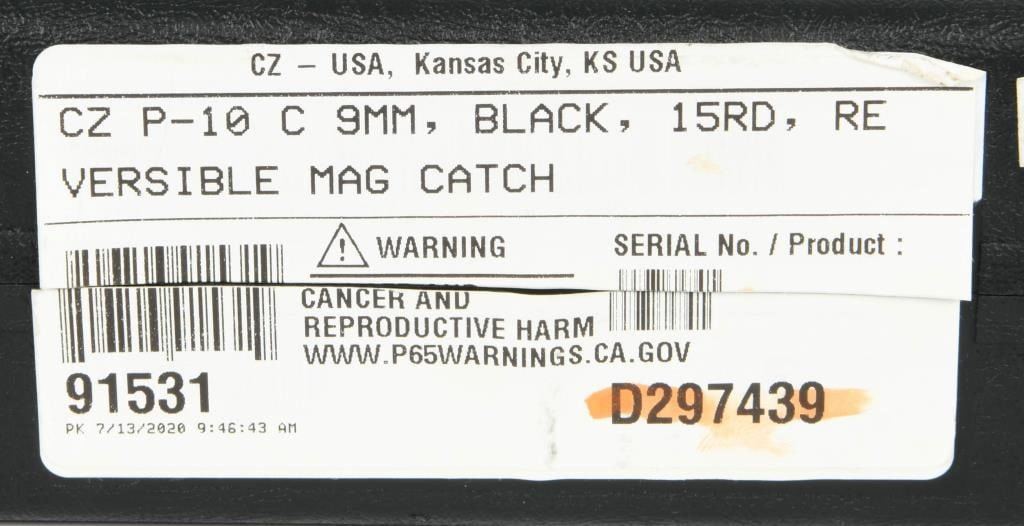 CZ – USA, Kansas City, KS USA
CZ P-10 C 9MM, BLACK, 15RD, RE
VERSIBLE MAG CATCH
WARNING
SERIAL No. / Product :
CANCER AND
REPRODUCTIVE HARM
WWW.P65WARNINGS.CA.GOV
91531
D297439
PK 7/13/2020 9:46:43 AM